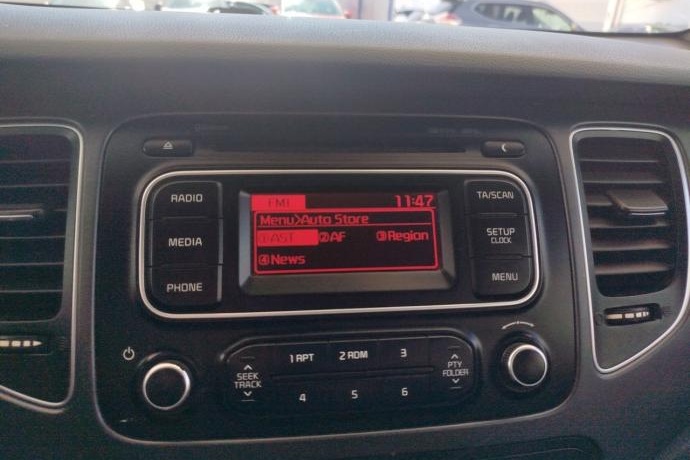 RADIO
MEDIA
PHONE
FM1 11:47
Menu>Auto Store
①AST ②AF ③Region
④News
TA/SCAN
SETUP
CLOCK
MENU
SEEK
TRACK
1 RPT 2 RDM 3
4 5 6
PTY
FOLDER